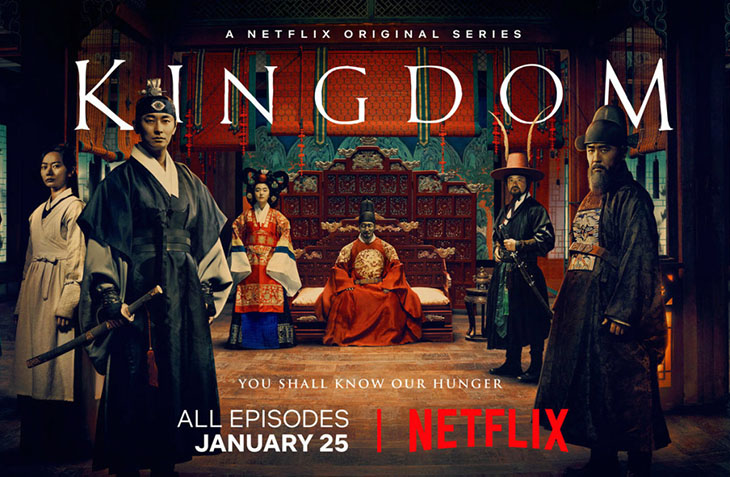 A NETFLIX ORIGINAL SERIES
KINGDOM
YOU SHALL KNOW OUR HUNGER
ALL EPISODES
JANUARY 25
NETFLIX